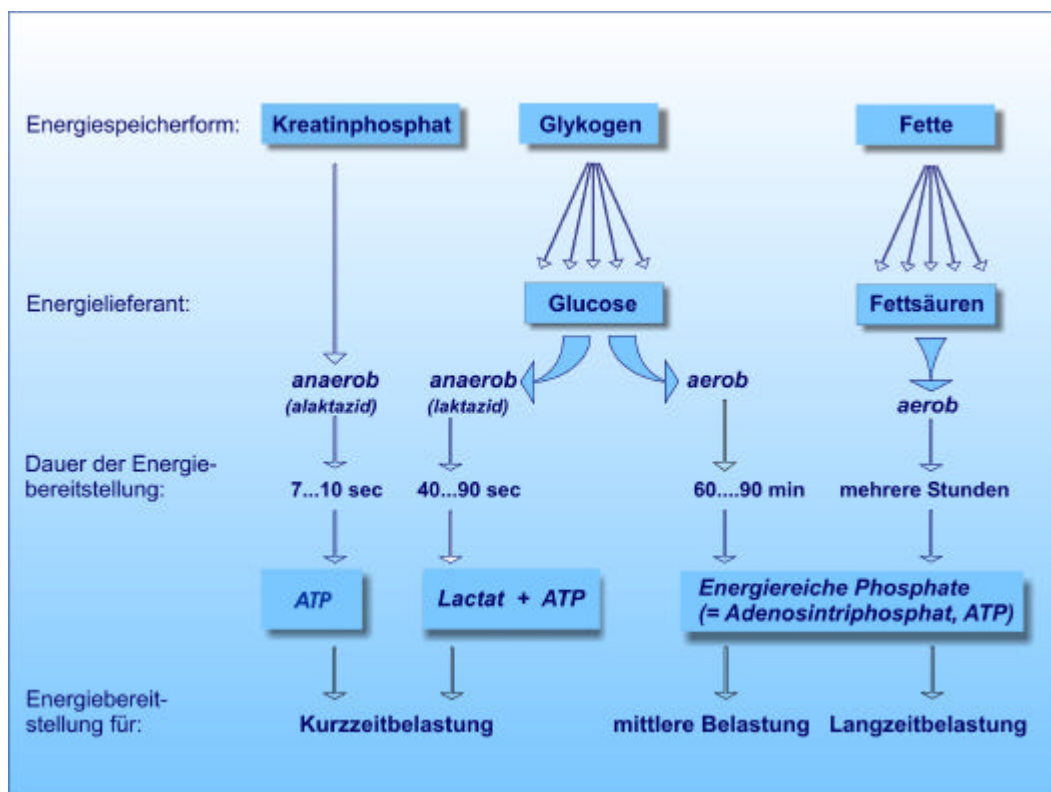 Energiespeicherform: Kreatinphosphat Glykogen Fette
Energielieferant: Glucose Fettsäuren
anaerob anaerob aerob
(alaktazid) (laktazid) aerob
Dauer der Energie-
bereitstellung: 7...10 sec 40...90 sec 60....90 min mehrere Stunden
ATP Lactat + ATP Energiereiche Phosphate
(= Adenosintriphosphat, ATP)
Energiebereit-
stellung für: Kurzzeitbelastung mittlere Belastung Langzeitbelastung